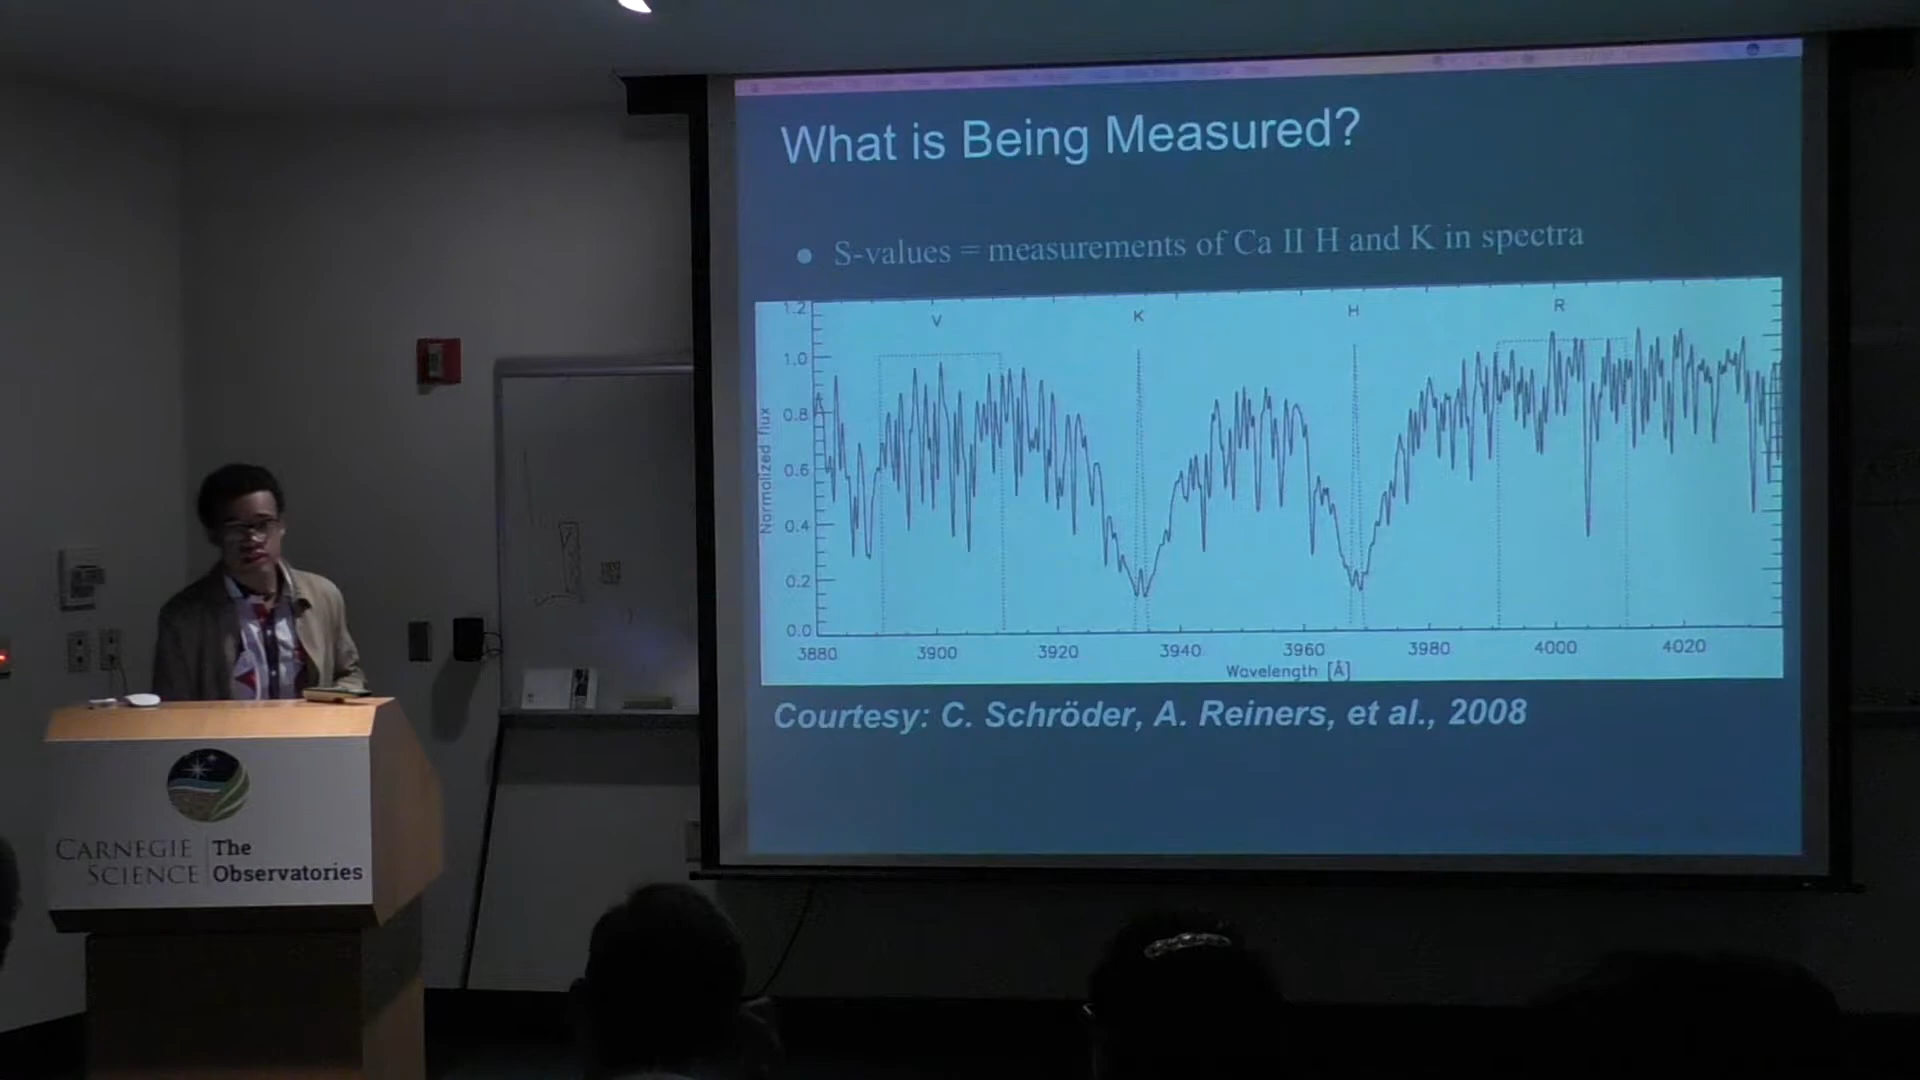 What is Being Measured?
● S-values = measurements of Ca II H and K in spectra
1.2
V
K
H
R
1.0
0.8
0.6
0.4
0.2
0.0
Normalized flux
3880 3900 3920 3940 3960 3980 4000 4020
Wavelength [Å]
Courtesy: C. Schröder, A. Reiners, et al., 2008
CARNEGIE SCIENCE
The Observatories